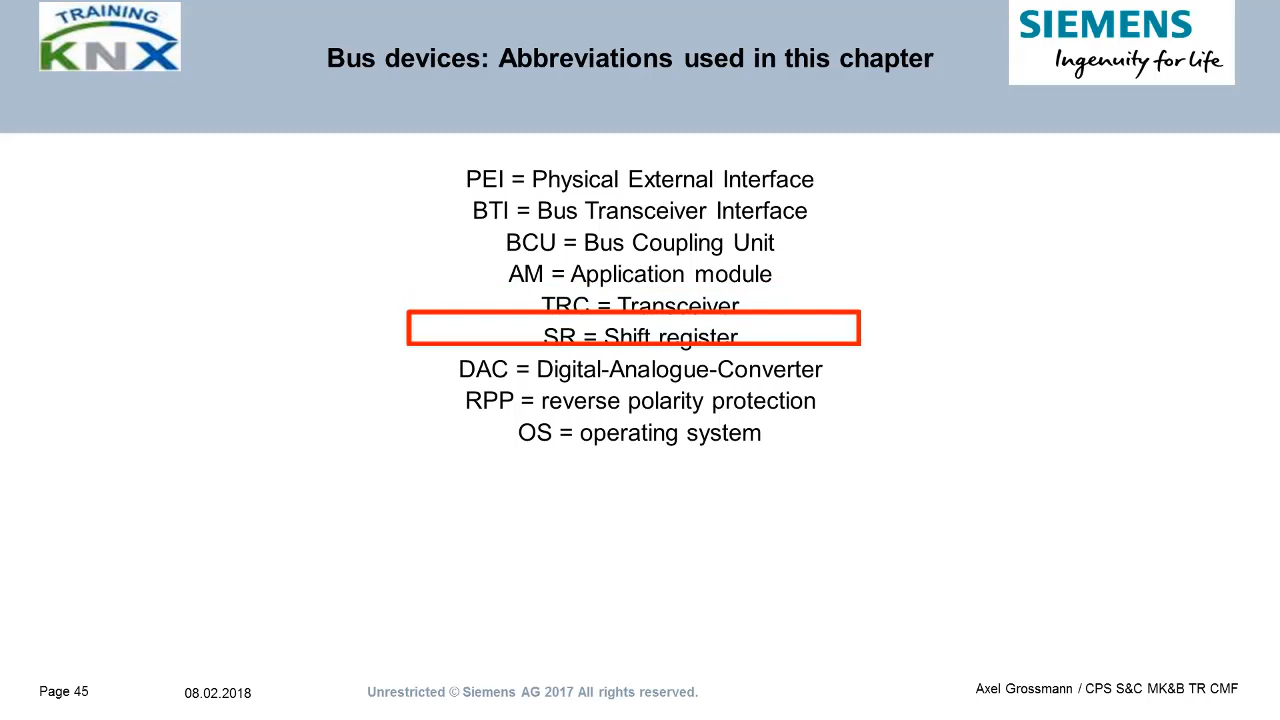 TRAINING
KNX
SIEMENS
Ingenuity for life
Bus devices: Abbreviations used in this chapter
PEI = Physical External Interface
BTI = Bus Transceiver Interface
BCU = Bus Coupling Unit
AM = Application module
TRC = Transceiver
SR = Shift register
DAC = Digital-Analogue-Converter
RPP = reverse polarity protection
OS = operating system
Page 45
08.02.2018
Unrestricted © Siemens AG 2017 All rights reserved.
Axel Grossmann / CPS S&C MK&B TR CMF